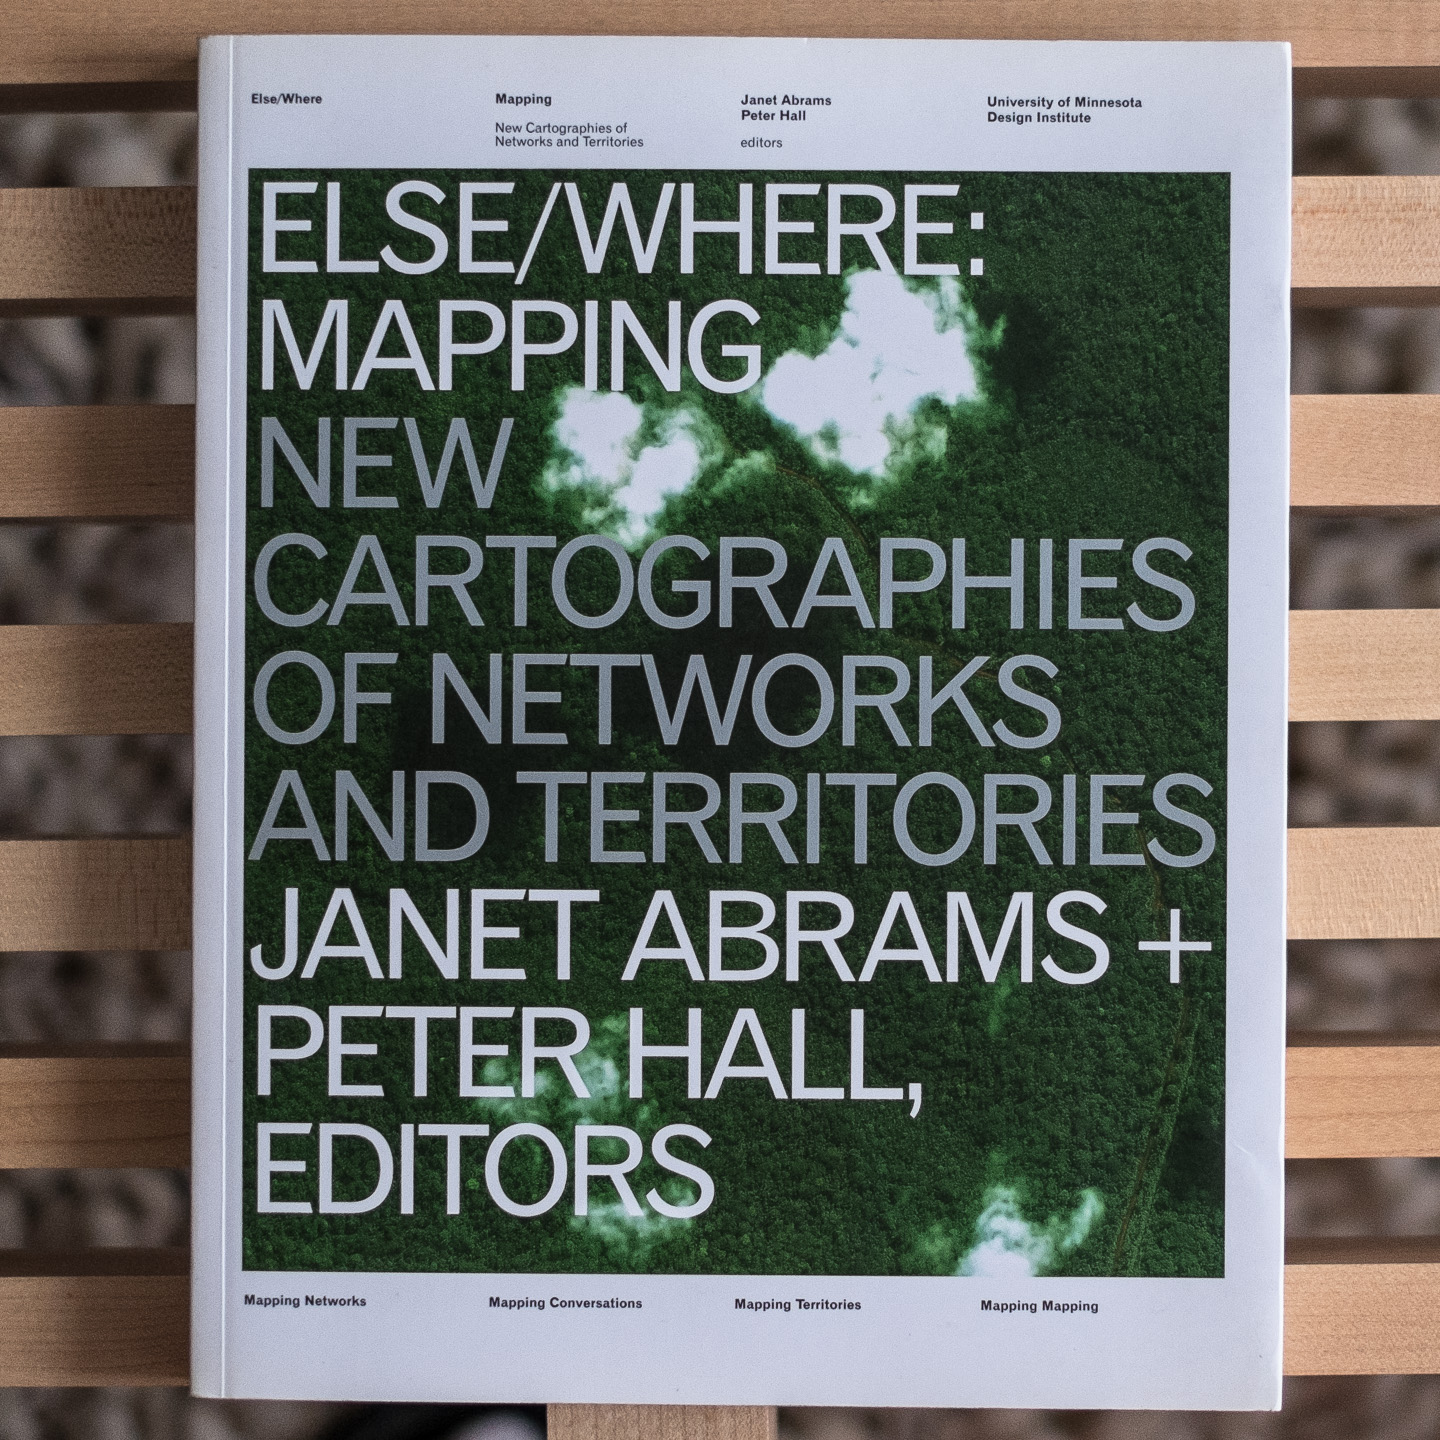 Else/Where
Mapping
New Cartographies of
Networks and Territories
Janet Abrams
Peter Hall
editors
University of Minnesota
Design Institute
ELSE/WHERE:
MAPPING
NEW
CARTOGRAPHIES
OF NETWORKS
AND TERRITORIES
JANET ABRAMS +
PETER HALL,
EDITORS
Mapping Networks
Mapping Conversations
Mapping Territories
Mapping Mapping